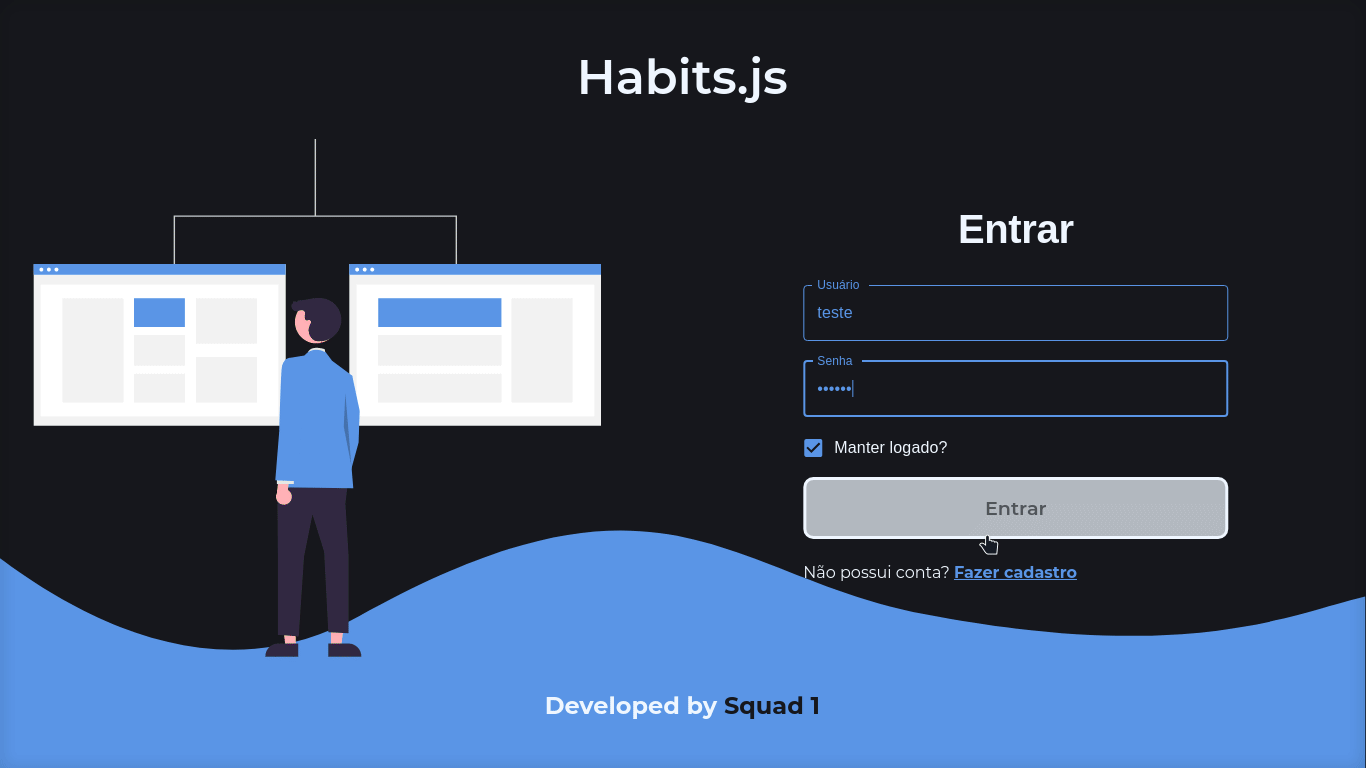 Habits.js
Entrar
Usuário
teste
Senha
••••••
Manter logado?
Entrar
Não possui conta? Fazer cadastro
Developed by Squad 1